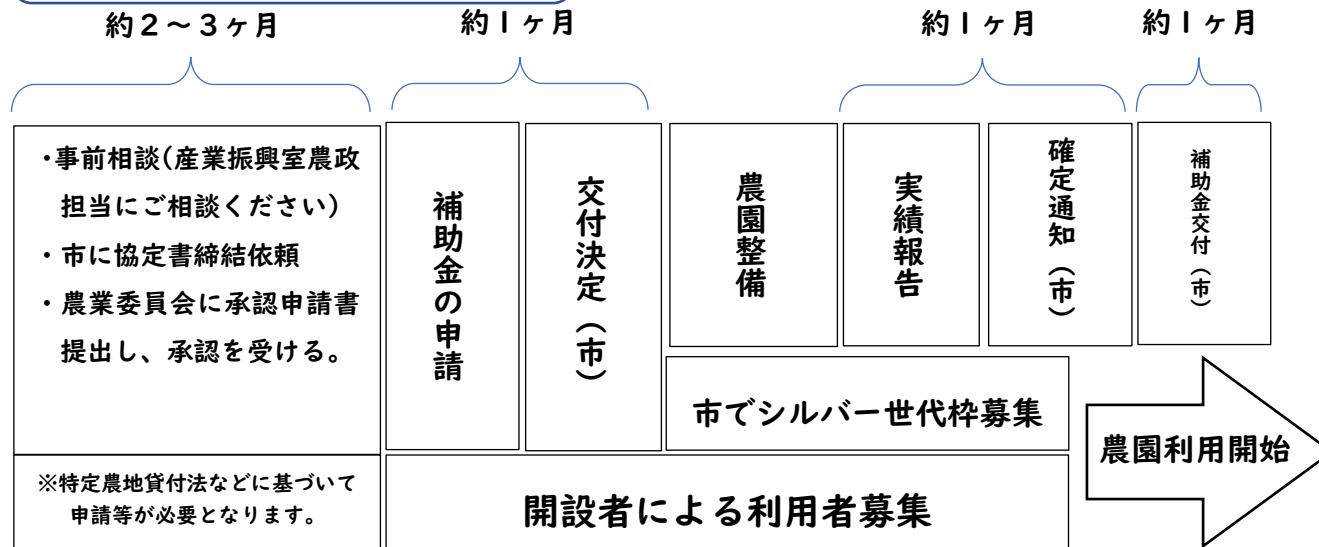 約２～３ヶ月
約１ヶ月
約１ヶ月
約１ヶ月
・事前相談(産業振興室農政
担当にご相談ください)
・市に協定書締結依頼
・農業委員会に承認申請書
提出し、承認を受ける。
補助金の申請
交付決定（市）
農園整備
実績報告
確定通知（市）
補助金交付（市）
市でシルバー世代枠募集
農園利用開始
※特定農地貸付法などに基づいて
申請等が必要となります。
開設者による利用者募集